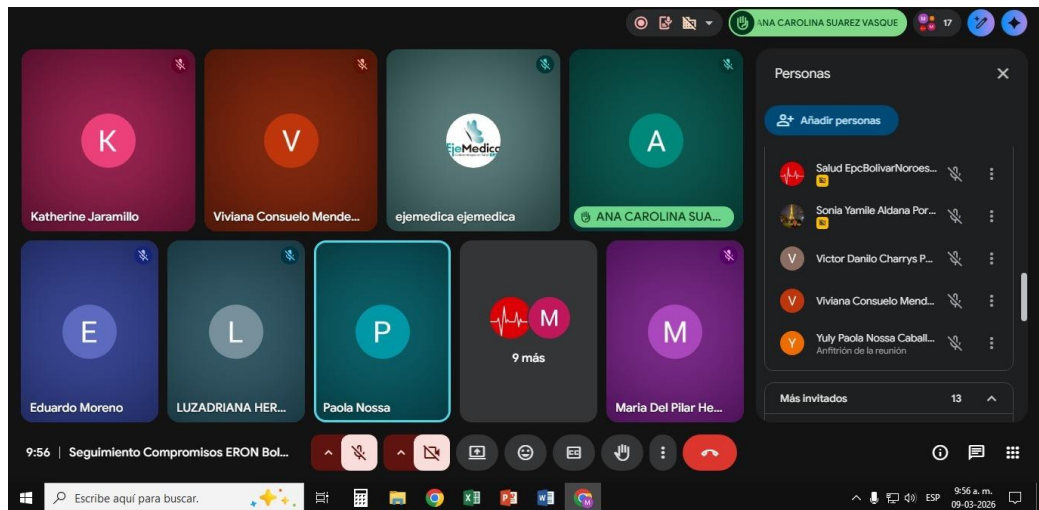 ANA CAROLINA SUAREZ VASQUE
17
K
Katherine Jaramillo
V
Viviana Consuelo Mende...
EjeMedica
ejemedica ejemedica
A
ANA CAROLINA SUA...
E
Eduardo Moreno
L
LUZADRIANA HER...
P
Paola Nossa
M
9 más
M
Maria Del Pilar He...
Personas
Añadir personas
Salud EpcBolivarNoroes...
Sonia Yamile Aldana Por...
V
Victor Danilo Charrys P...
V
Viviana Consuelo Mend...
Y
Yuly Paola Nossa Caball...
Anfitrión de la reunión
Más invitados
13
9:56 | Seguimiento Compromisos ERON Bol...
CC
Escribe aquí para buscar.
ESP
9:56 a. m.
09-03-2026